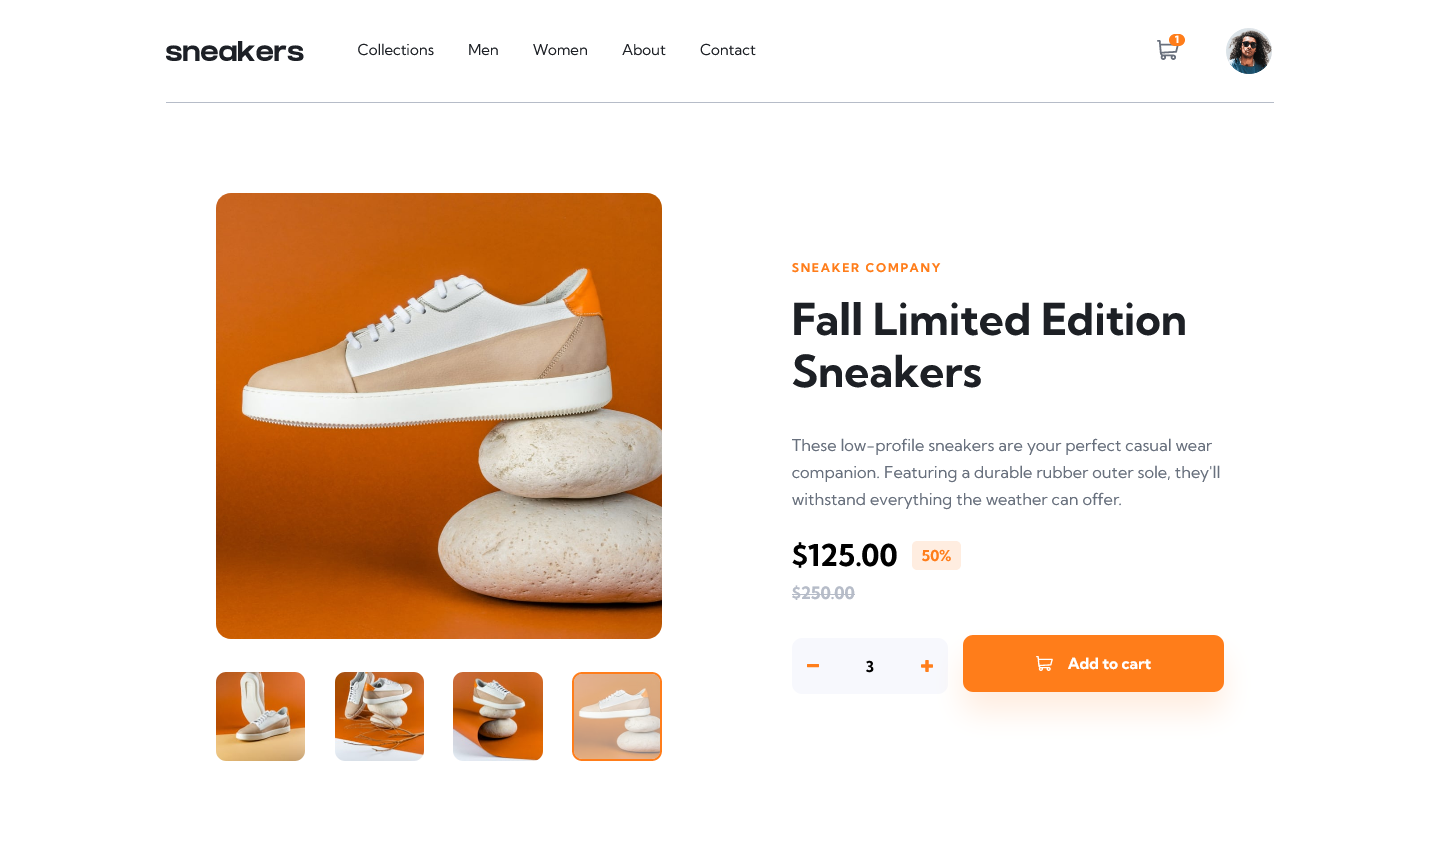 sneakers
Collections Men Women About Contact
1
SNEAKER COMPANY
Fall Limited Edition
Sneakers
These low-profile sneakers are your perfect casual wear
companion. Featuring a durable rubber outer sole, they'll
withstand everything the weather can offer.
$125.00 50%
$250.00
3
Add to cart